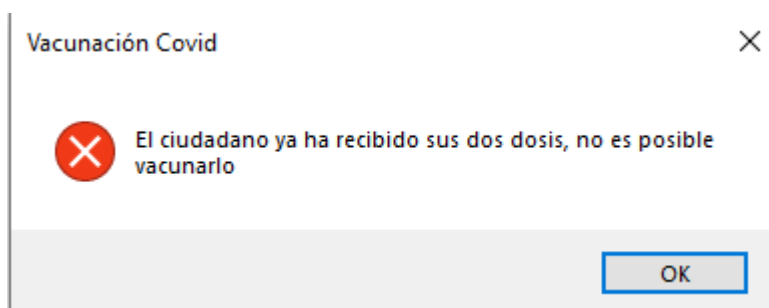 Vacunación Covid
El ciudadano ya ha recibido sus dos dosis, no es posible
vacunarlo
OK